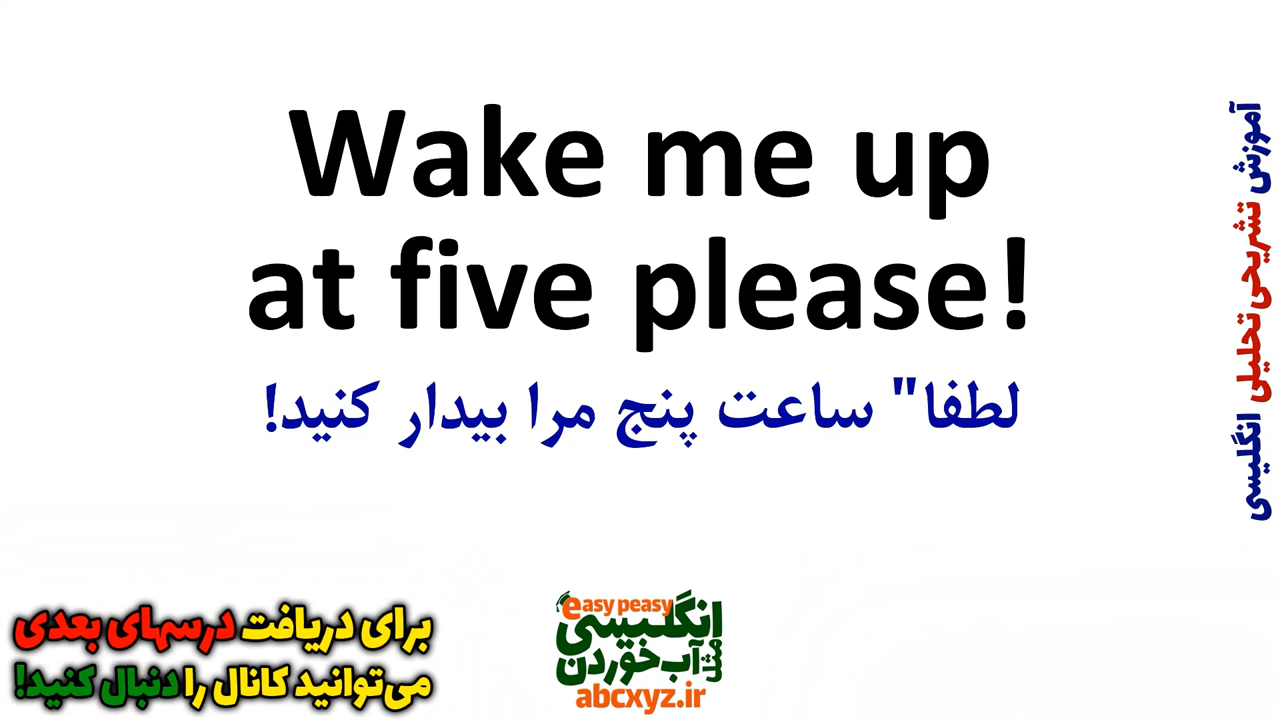 Wake me up
at five please!
لطفا" ساعت پنج مرا بیدار کنید!
آموزش تشریحی تحلیلی انگلیسی
برای دریافت درسهای بعدی
می‌توانید کانال را دنبال کنید!
easy peasy
انگلیسی
مثل آب خوردن
abcxyz.ir